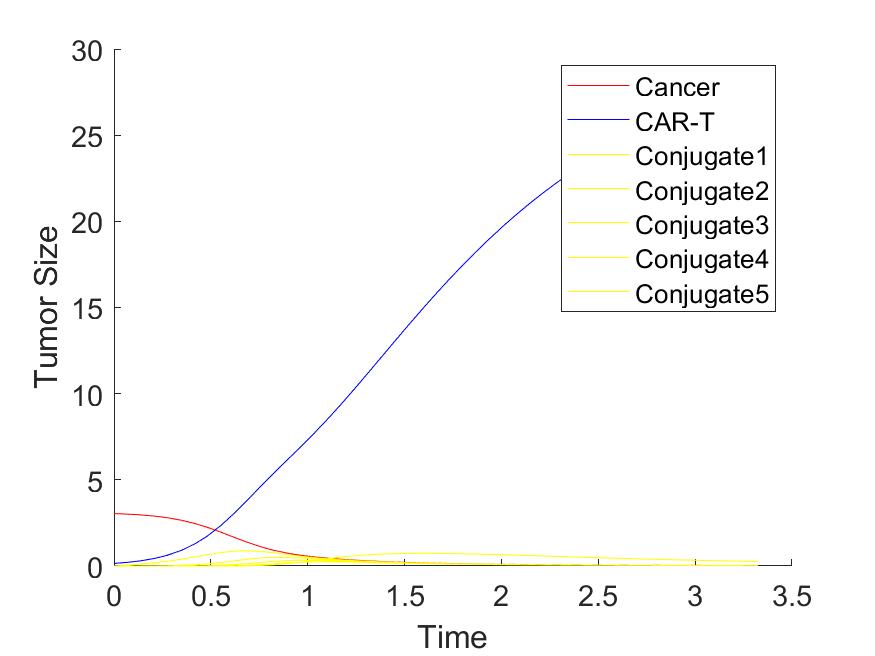 30
25
20
15
10
5
0
Tumor Size
Cancer
CAR-T
Conjugate1
Conjugate2
Conjugate3
Conjugate4
Conjugate5
0 0.5 1 1.5 2 2.5 3 3.5
Time